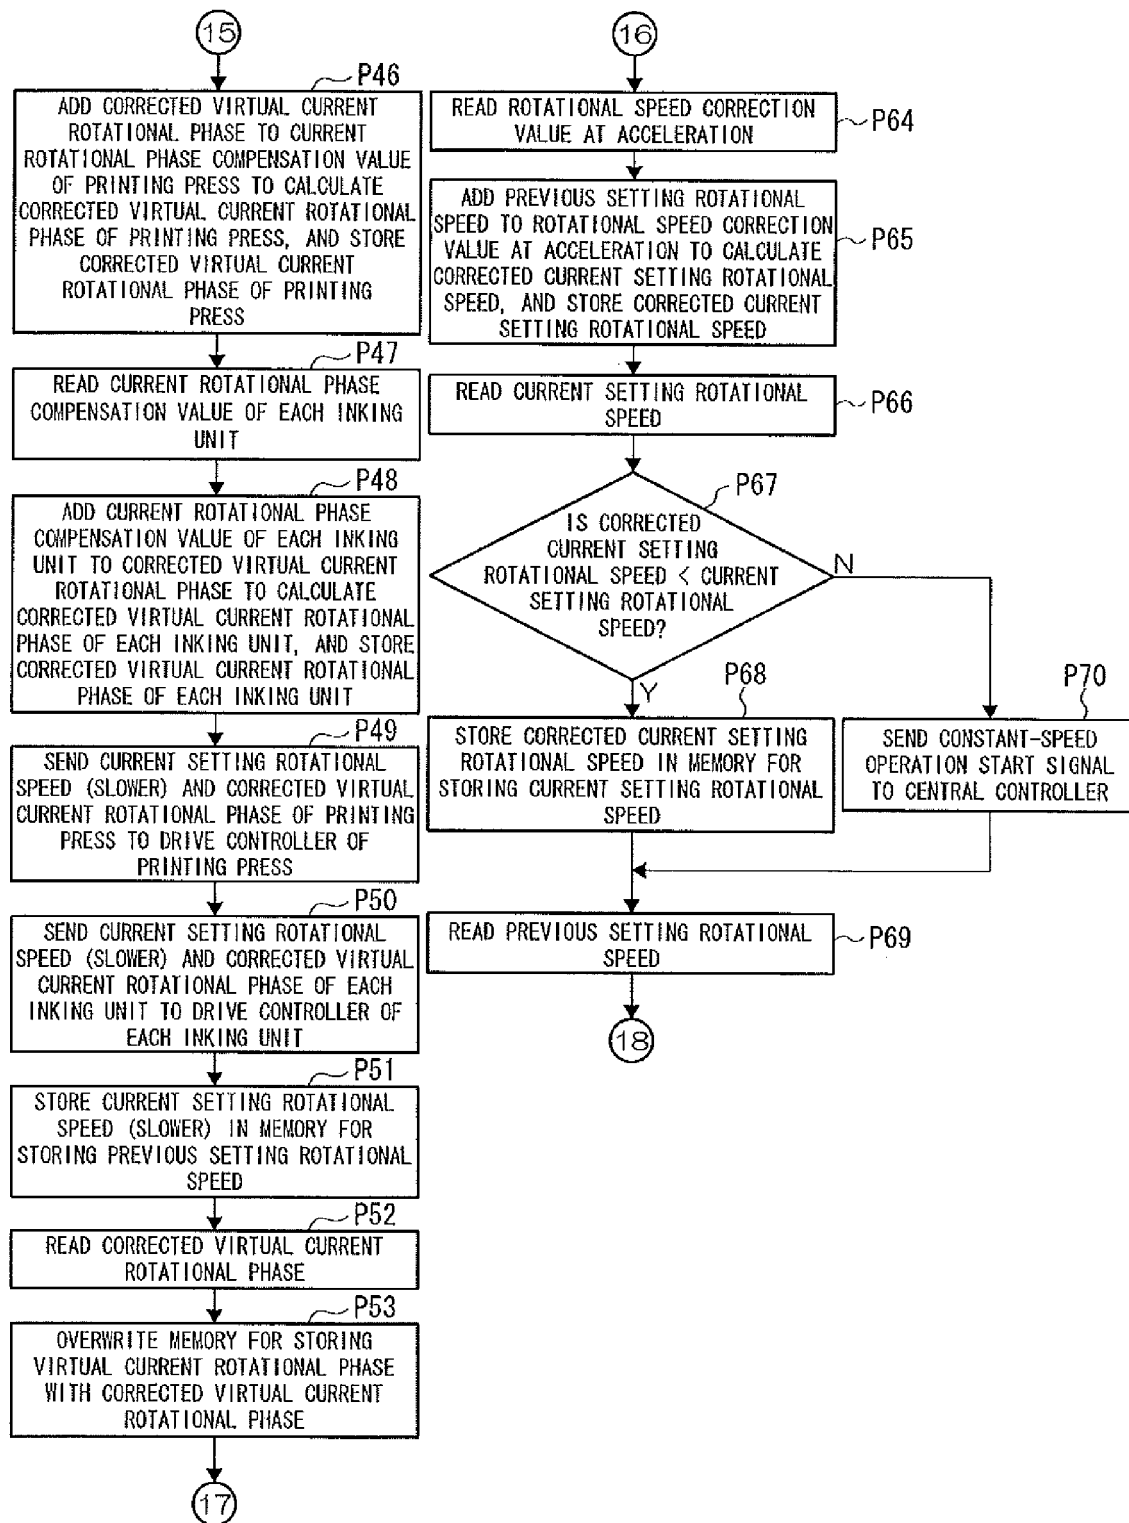 15
P46
ADD CORRECTED VIRTUAL CURRENT
ROTATIONAL PHASE TO CURRENT
ROTATIONAL PHASE COMPENSATION VALUE
OF PRINTING PRESS TO CALCULATE
CORRECTED VIRTUAL CURRENT ROTATIONAL
PHASE OF PRINTING PRESS, AND STORE
CORRECTED VIRTUAL CURRENT
ROTATIONAL PHASE OF PRINTING
PRESS
P47
READ CURRENT ROTATIONAL PHASE
COMPENSATION VALUE OF EACH INKING
UNIT
P48
ADD CURRENT ROTATIONAL PHASE
COMPENSATION VALUE OF EACH INKING
UNIT TO CORRECTED VIRTUAL CURRENT
ROTATIONAL PHASE TO CALCULATE
CORRECTED VIRTUAL CURRENT ROTATIONAL
PHASE OF EACH INKING UNIT, AND STORE
CORRECTED VIRTUAL CURRENT ROTATIONAL
PHASE OF EACH INKING UNIT
P49
SEND CURRENT SETTING ROTATIONAL
SPEED (SLOWER) AND CORRECTED VIRTUAL
CURRENT ROTATIONAL PHASE OF PRINTING
PRESS TO DRIVE CONTROLLER OF
PRINTING PRESS
P50
SEND CURRENT SETTING ROTATIONAL
SPEED (SLOWER) AND CORRECTED VIRTUAL
CURRENT ROTATIONAL PHASE OF EACH
INKING UNIT TO DRIVE CONTROLLER OF
EACH INKING UNIT
P51
STORE CURRENT SETTING ROTATIONAL
SPEED (SLOWER) IN MEMORY FOR
STORING PREVIOUS SETTING ROTATIONAL
SPEED
P52
READ CORRECTED VIRTUAL CURRENT
ROTATIONAL PHASE
P53
OVERWRITE MEMORY FOR STORING
VIRTUAL CURRENT ROTATIONAL PHASE
WITH CORRECTED VIRTUAL CURRENT
ROTATIONAL PHASE
17
16
READ ROTATIONAL SPEED CORRECTION
VALUE AT ACCELERATION
P64
ADD PREVIOUS SETTING ROTATIONAL
SPEED TO ROTATIONAL SPEED CORRECTION
VALUE AT ACCELERATION TO CALCULATE
CORRECTED CURRENT SETTING ROTATIONAL
SPEED, AND STORE CORRECTED CURRENT
SETTING ROTATIONAL SPEED
P65
READ CURRENT SETTING ROTATIONAL
SPEED
P66
P67
IS CORRECTED
CURRENT SETTING
ROTATIONAL SPEED < CURRENT
SETTING ROTATIONAL
SPEED?
N
Y
P68
STORE CORRECTED CURRENT SETTING
ROTATIONAL SPEED IN MEMORY FOR
STORING CURRENT SETTING ROTATIONAL
SPEED
P70
SEND CONSTANT-SPEED
OPERATION START SIGNAL
TO CENTRAL CONTROLLER
READ PREVIOUS SETTING ROTATIONAL
SPEED
P69
18